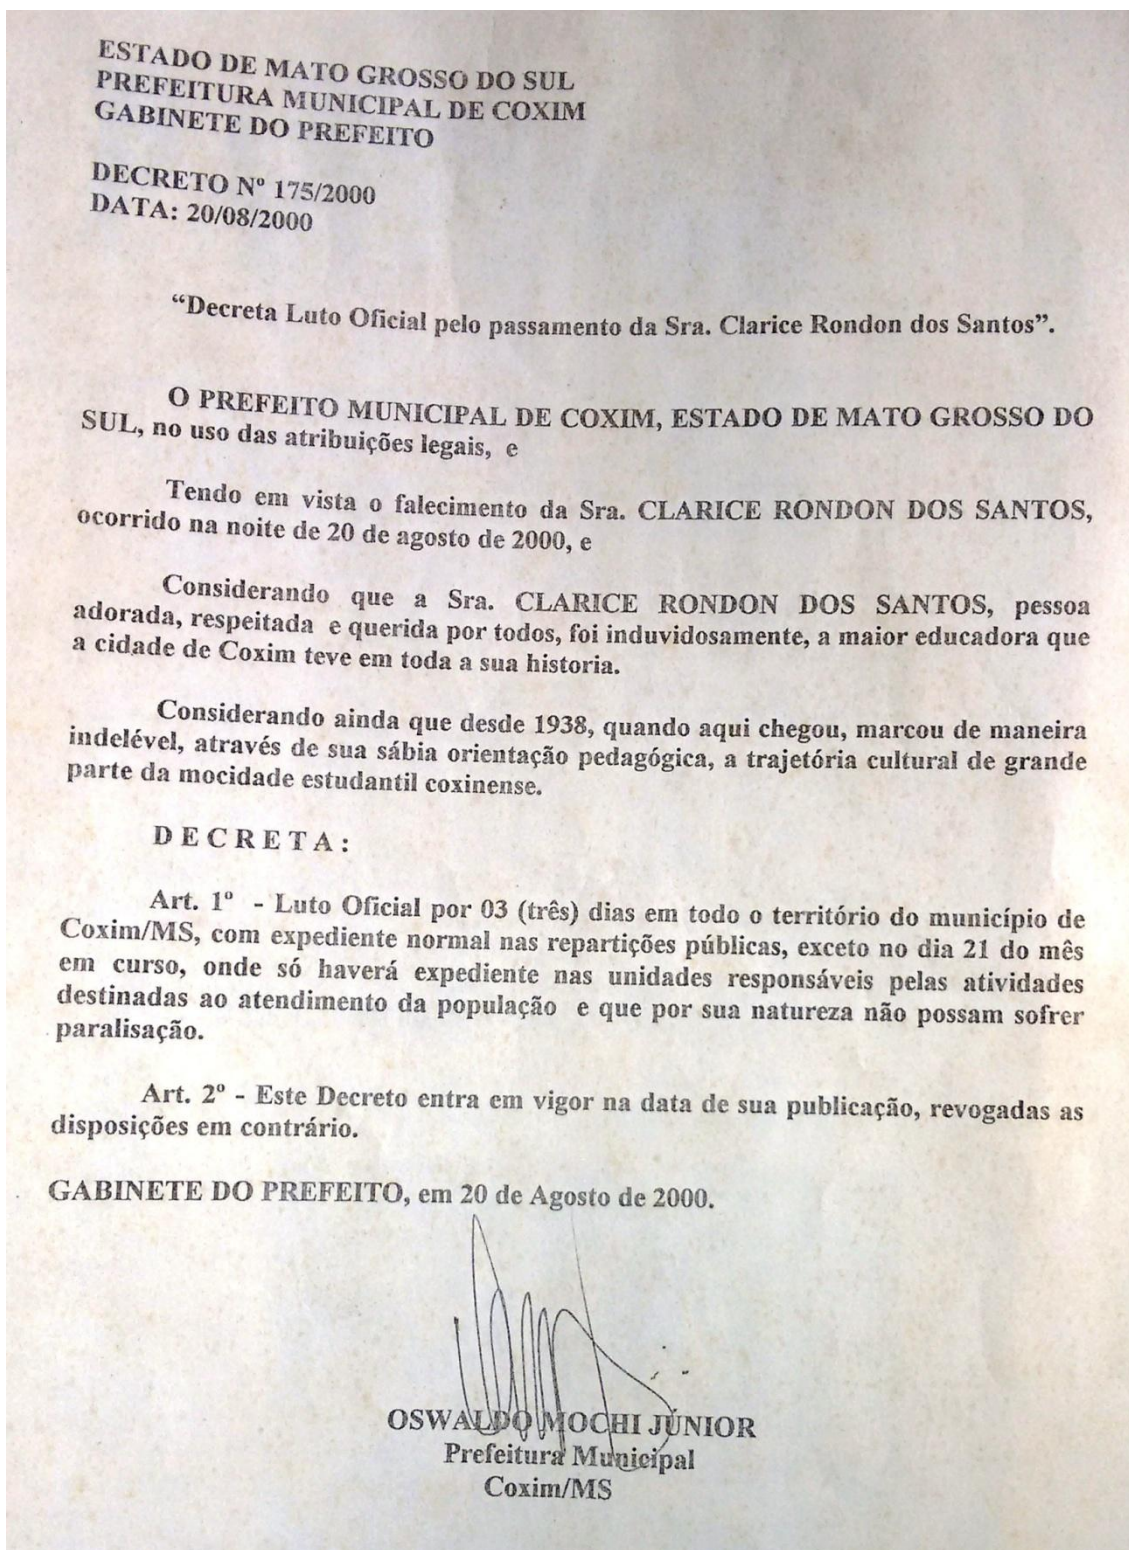 ESTADO DE MATO GROSSO DO SUL
PREFEITURA MUNICIPAL DE COXIM
GABINETE DO PREFEITO
DECRETO Nº 175/2000
DATA: 20/08/2000
“Decreta Luto Oficial pelo passamento da Sra. Clarice Rondon dos Santos”.
O PREFEITO MUNICIPAL DE COXIM, ESTADO DE MATO GROSSO DO
SUL, no uso das atribuições legais, e
Tendo em vista o falecimento da Sra. CLARICE RONDON DOS SANTOS,
ocorrido na noite de 20 de agosto de 2000, e
Considerando que a Sra. CLARICE RONDON DOS SANTOS, pessoa
adorada, respeitada e querida por todos, foi induvidosamente, a maior educadora que
a cidade de Coxim teve em toda a sua historia.
Considerando ainda que desde 1938, quando aqui chegou, marcou de maneira
indelével, através de sua sábia orientação pedagógica, a trajetória cultural de grande
parte da mocidade estudantil coxinense.
D E C R E T A :
Art. 1º - Luto Oficial por 03 (três) dias em todo o território do município de
Coxim/MS, com expediente normal nas repartições públicas, exceto no dia 21 do mês
em curso, onde só haverá expediente nas unidades responsáveis pelas atividades
destinadas ao atendimento da população e que por sua natureza não possam sofrer
paralisação.
Art. 2º - Este Decreto entra em vigor na data de sua publicação, revogadas as
disposições em contrário.
GABINETE DO PREFEITO, em 20 de Agosto de 2000.
OSWALDO MOCHI JÚNIOR
Prefeitura Municipal
Coxim/MS